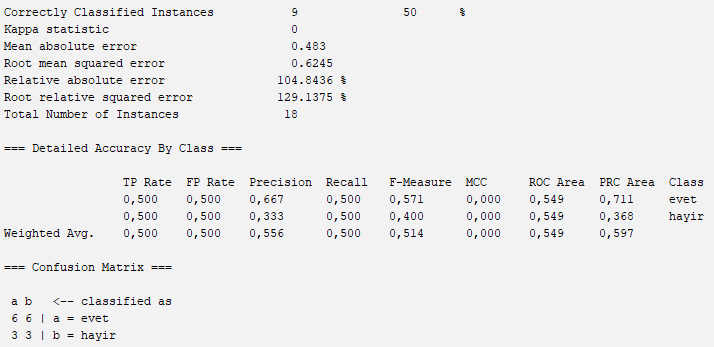 Correctly Classified Instances 9 50 %
Kappa statistic 0
Mean absolute error 0.483
Root mean squared error 0.6245
Relative absolute error 104.8436 %
Root relative squared error 129.1375 %
Total Number of Instances 18
=== Detailed Accuracy By Class ===
TP Rate FP Rate Precision Recall F-Measure MCC ROC Area PRC Area Class
0,500 0,500 0,667 0,500 0,571 0,000 0,549 0,711 evet
0,500 0,500 0,333 0,500 0,400 0,000 0,549 0,368 hayir
Weighted Avg. 0,500 0,500 0,556 0,500 0,514 0,000 0,549 0,597
=== Confusion Matrix ===
a b <-- classified as
6 6 | a = evet
3 3 | b = hayir